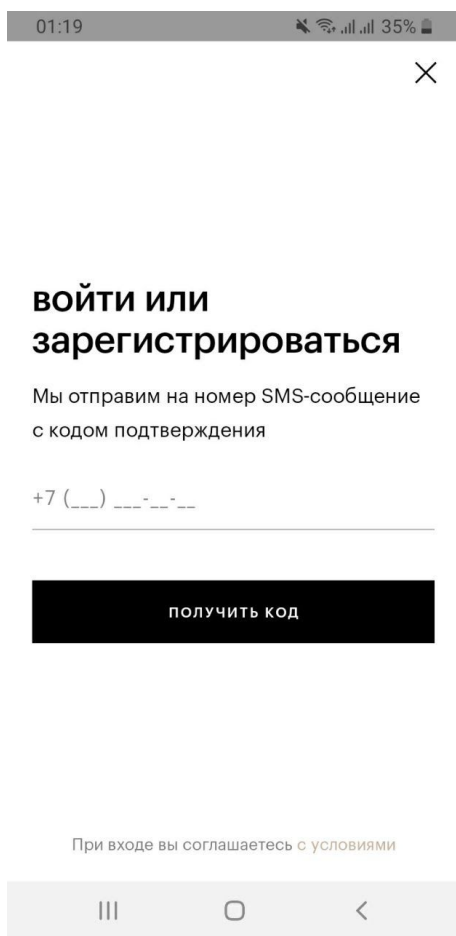 01:19
35%
войти или
зарегистрироваться
Мы отправим на номер SMS-сообщение
с кодом подтверждения
+7 (___) ___-__-__
ПОЛУЧИТЬ КОД
При входе вы соглашаетесь с условиями